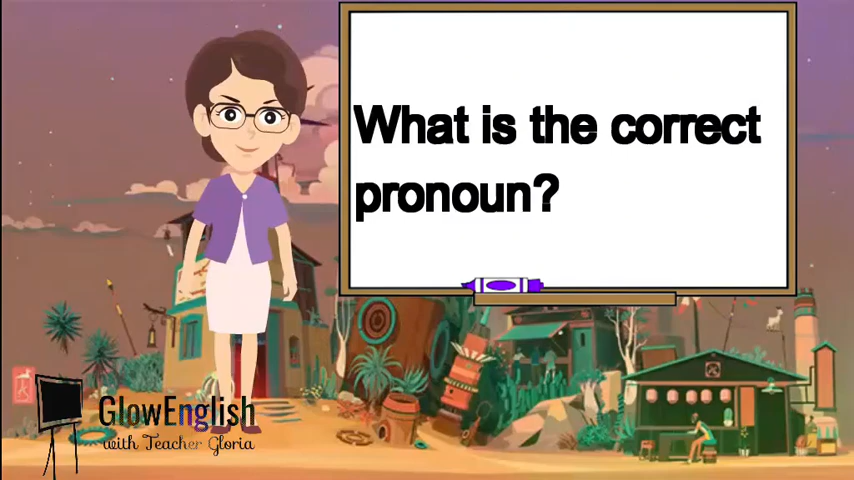 What is the correct
pronoun?
GlowEnglish
with Teacher Gloria